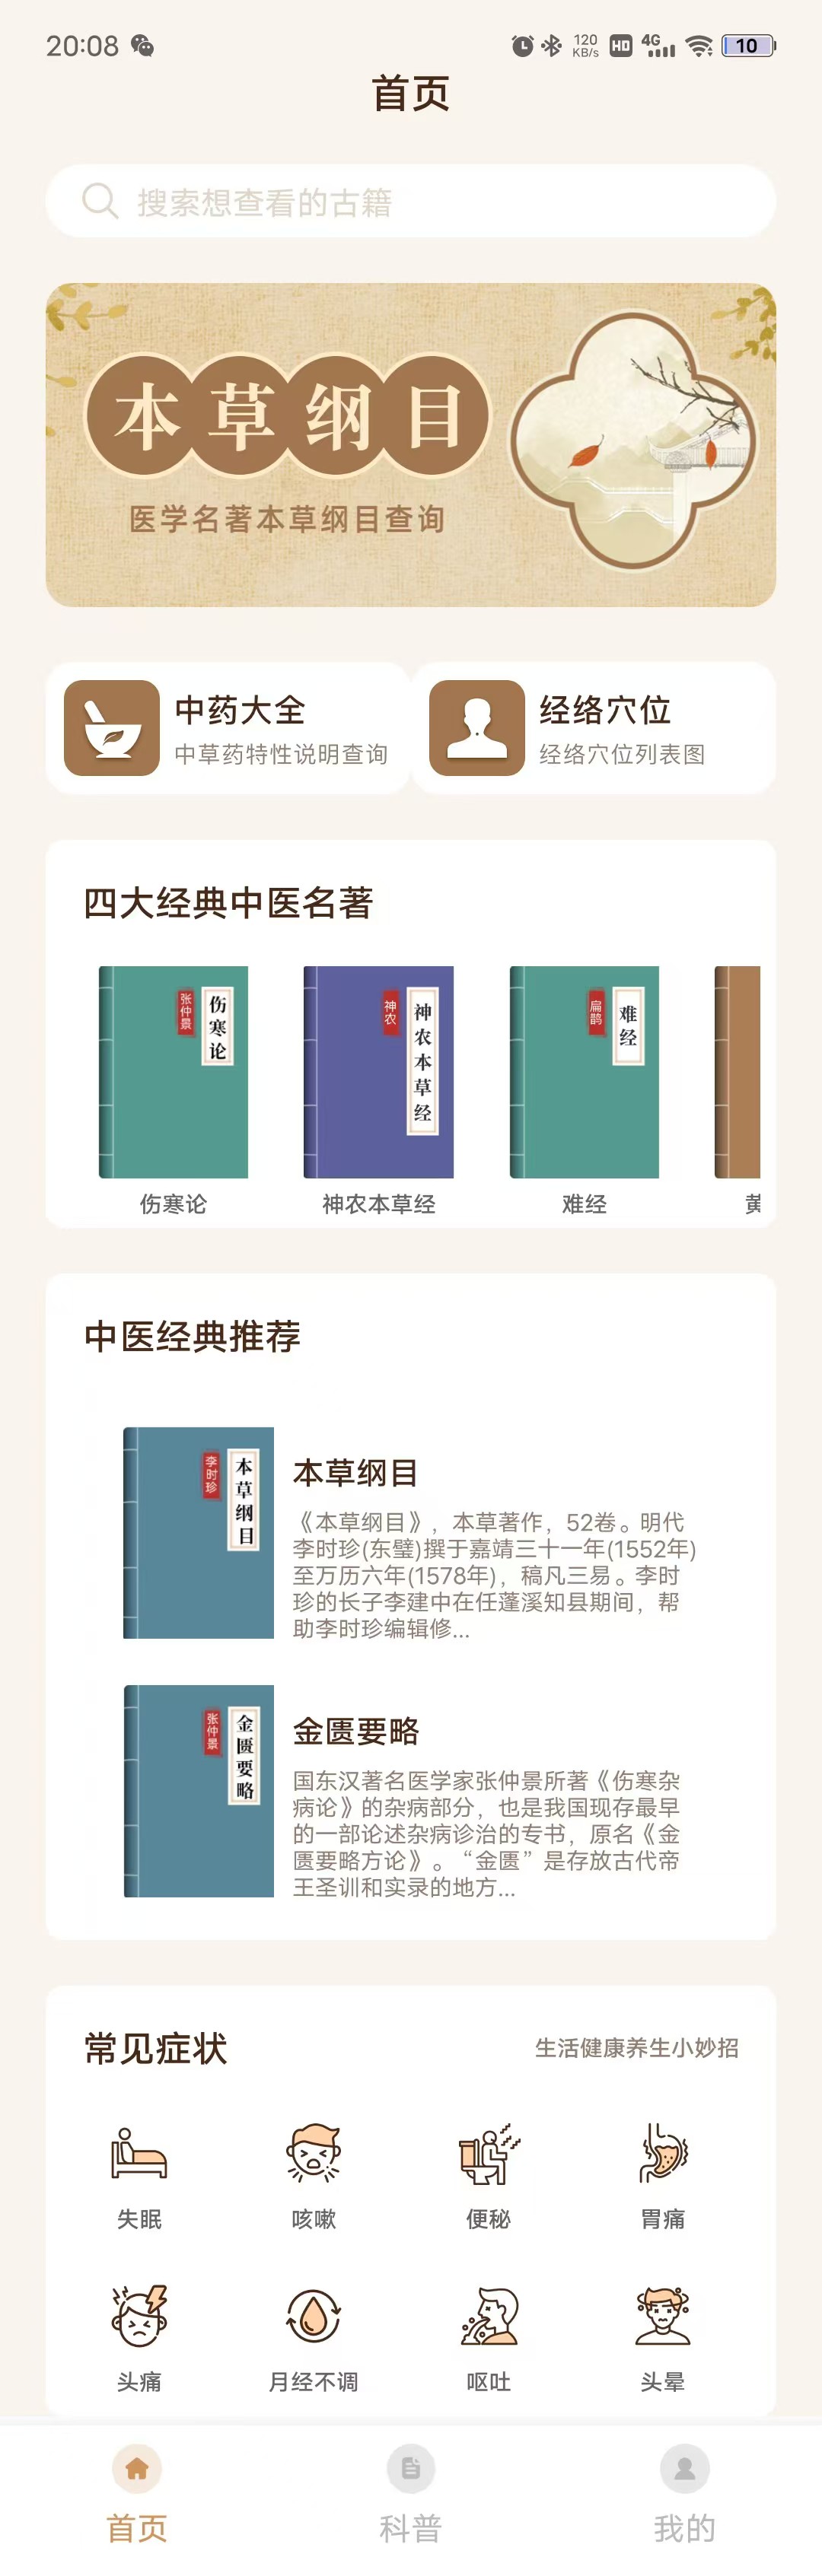 20:08
120 KB/s HD 4G 10
首页
搜索想查看的古籍
本草纲目
医学名著本草纲目查询
中药大全
中草药特性说明查询
经络穴位
经络穴位列表图
四大经典中医名著
张仲景
伤寒论
神农
神农本草经
扁鹊
难经
伤寒论
神农本草经
难经
中医经典推荐
李时珍
本草纲目
本草纲目
《本草纲目》，本草著作，52卷。明代
李时珍(东璧)撰于嘉靖三十一年(1552年)
至万历六年(1578年)，稿凡三易。李时
珍的长子李建中在任蓬溪知县期间，帮
助李时珍编辑修...
张仲景
金匮要略
金匮要略
国东汉著名医学家张仲景所著《伤寒杂
病论》的杂病部分，也是我国现存最早
的一部论述杂病诊治的专书，原名《金
匮要略方论》。“金匮”是存放古代帝
王圣训和实录的地方...
常见症状
生活健康养生小妙招
失眠
咳嗽
便秘
胃痛
头痛
月经不调
呕吐
头晕
首页
科普
我的